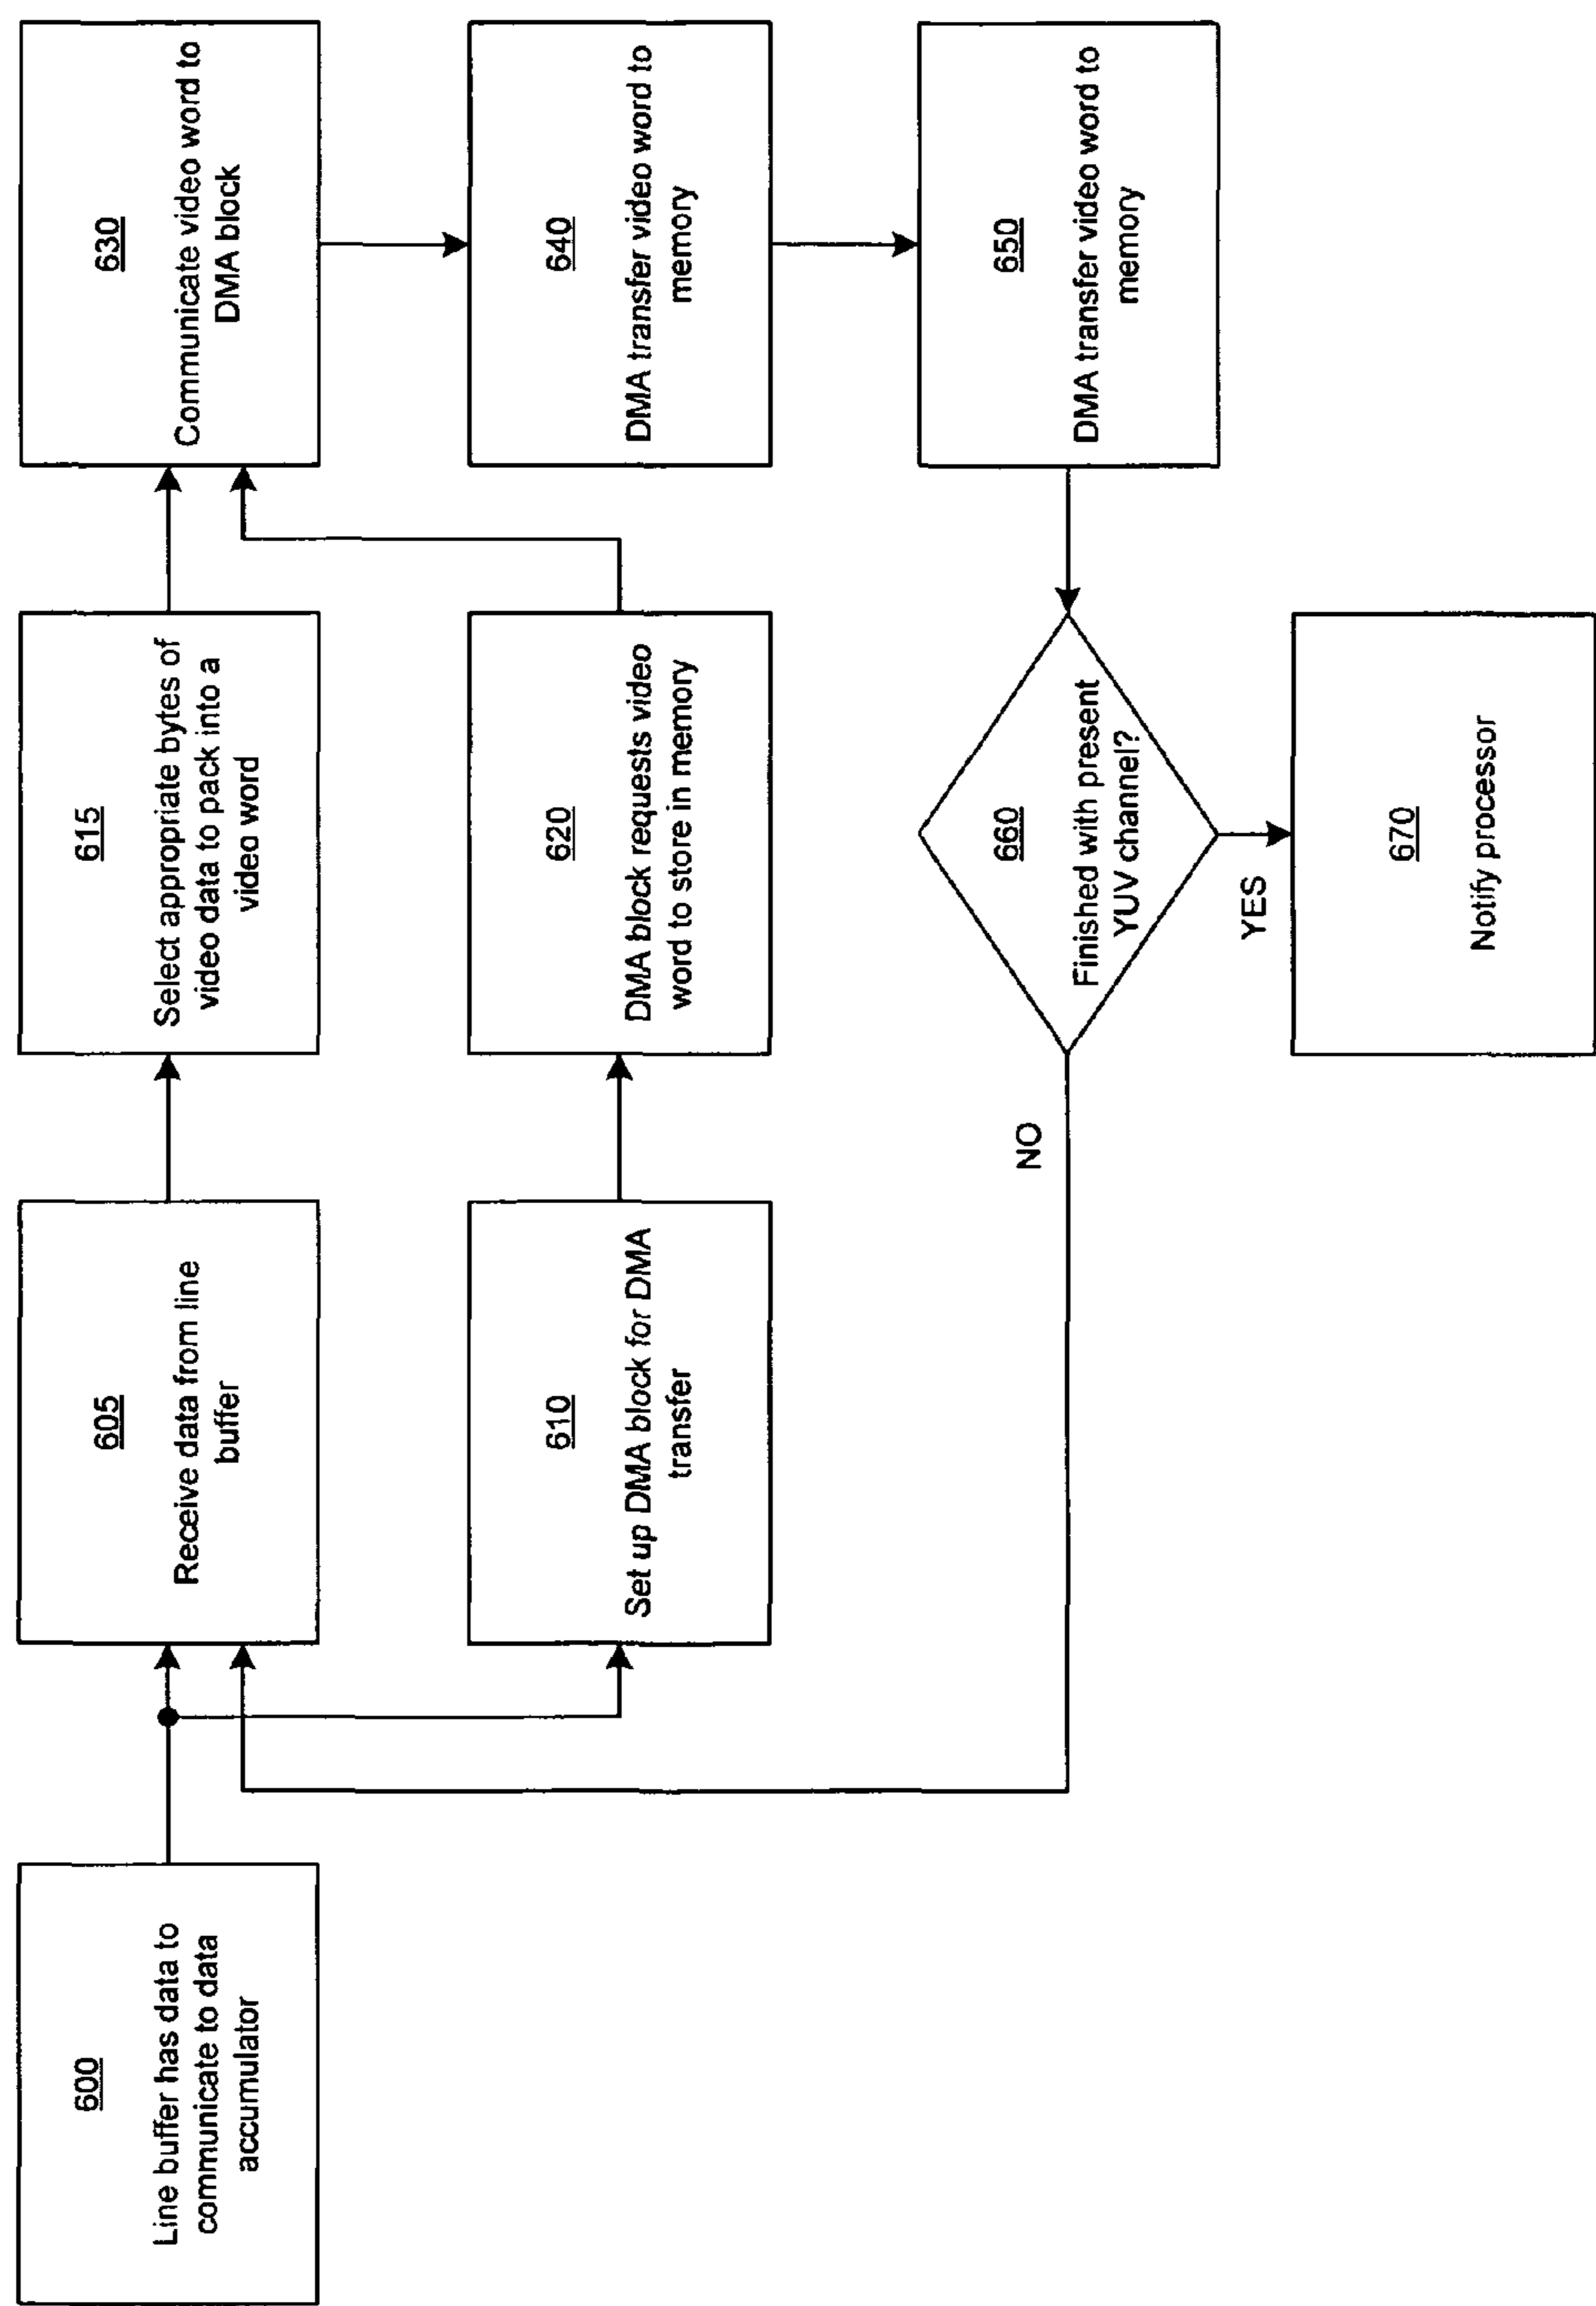 600
Line buffer has data to
communicate to data
accumulator
605
Receive data from line
buffer
610
Set up DMA block for DMA
transfer
615
Select appropriate bytes of
video data to pack into a
video word
620
DMA block requests video
word to store in memory
630
Communicate video word to
DMA block
640
DMA transfer video word to
memory
650
DMA transfer video word to
memory
660
Finished with present
YUV channel?
NO
YES
670
Notify processor